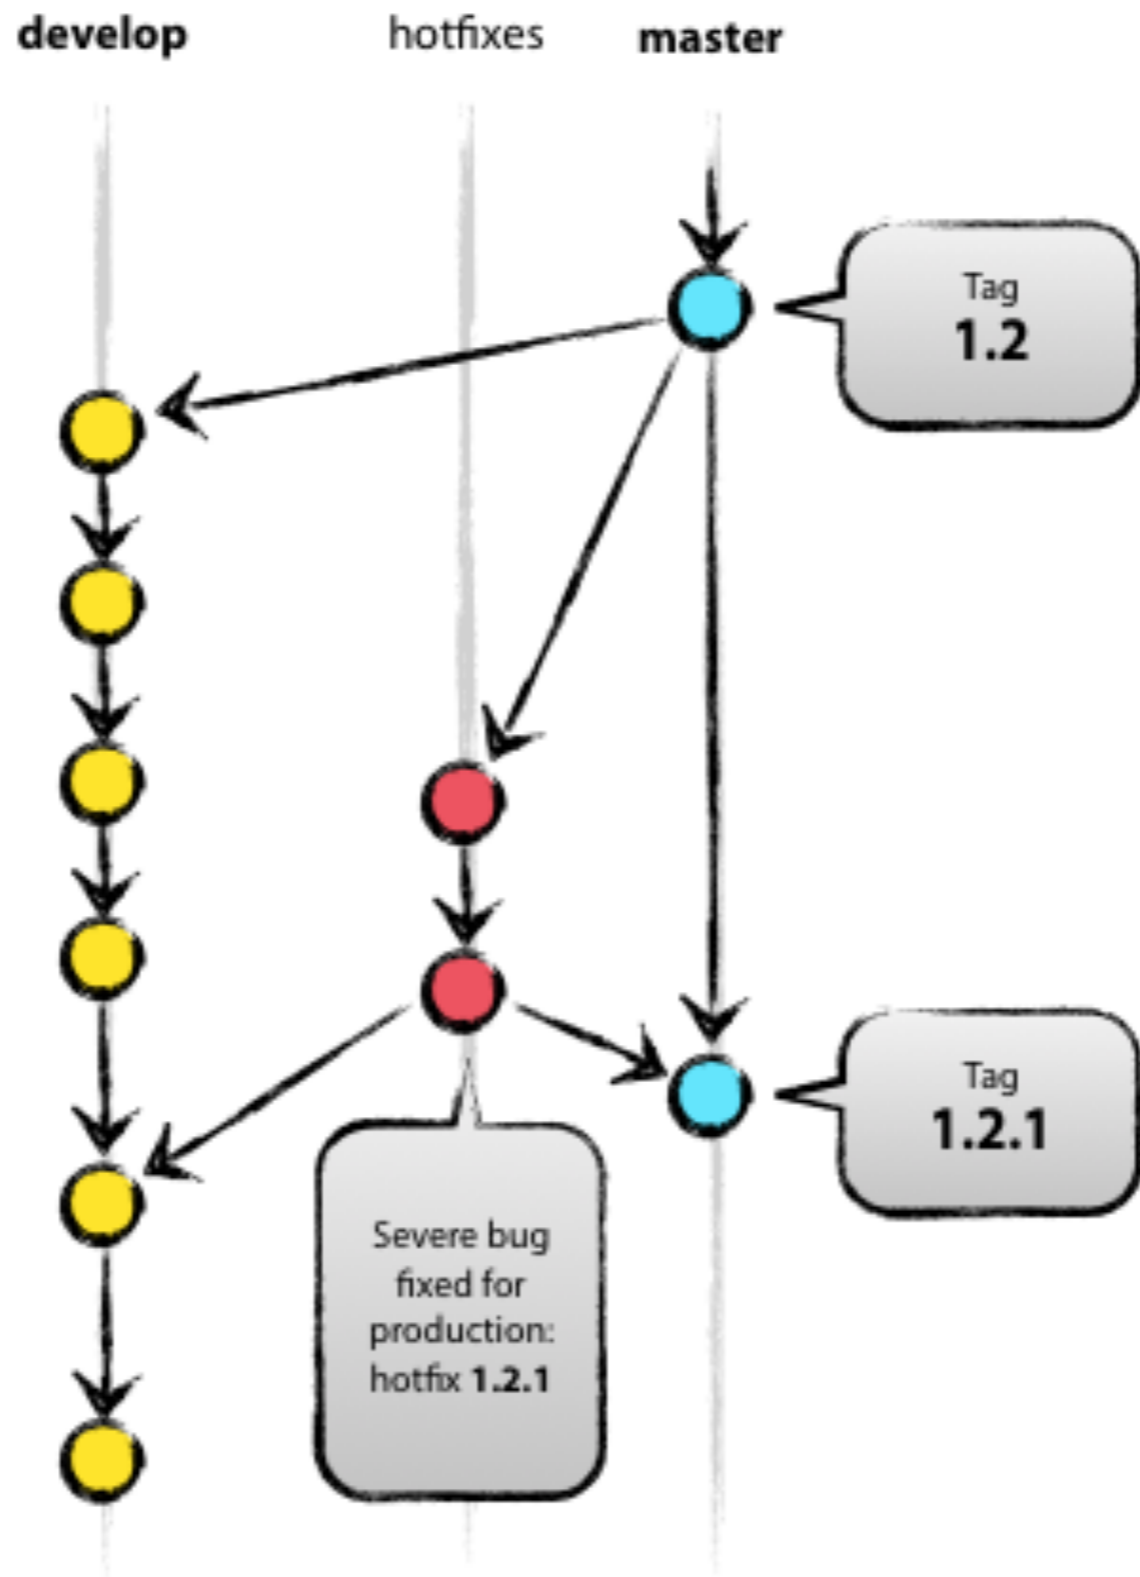 develop
hotfixes
master
Tag
1.2
Tag
1.2.1
Severe bug
fixed for
production:
hotfix 1.2.1